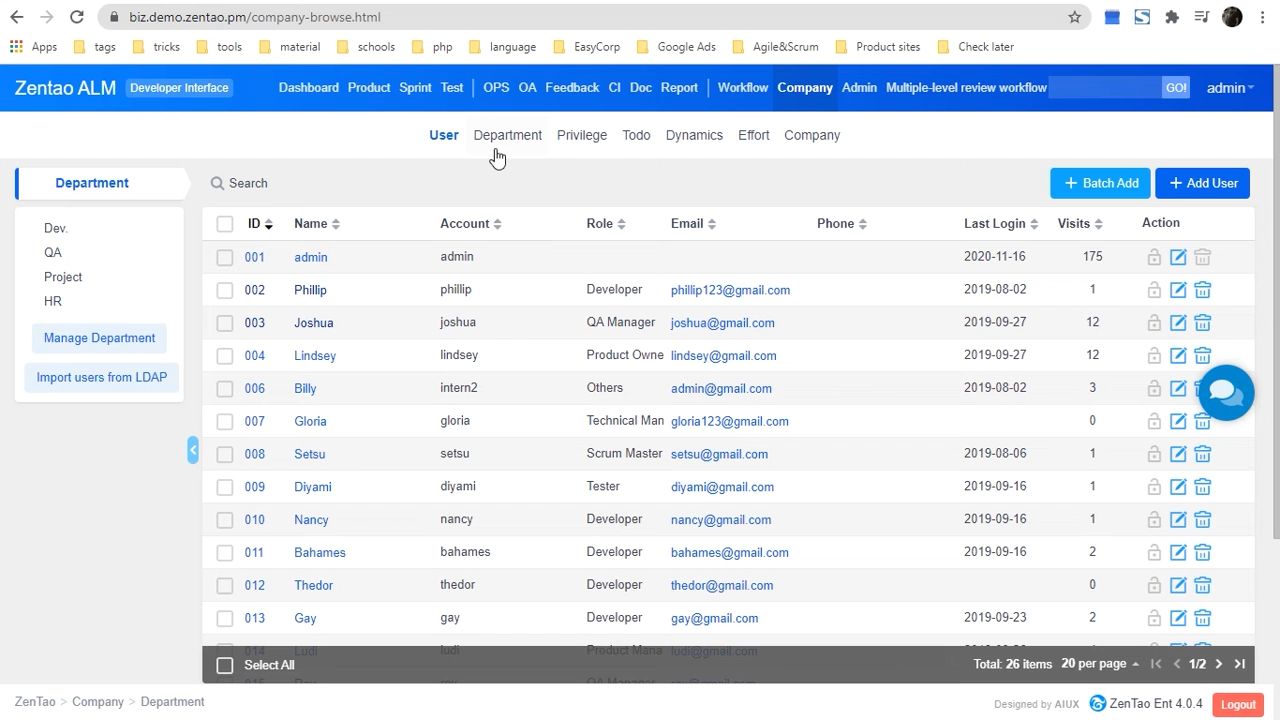 biz.demo.zentao.pm/company-browse.html
Apps tags tricks tools material schools php language EasyCorp Google Ads Agile&Scrum Product sites Check later
Zentao ALM Developer Interface Dashboard Product Sprint Test OPS OA Feedback CI Doc Report Workflow Company Admin Multiple-level review workflow GO! admin
User Department Privilege Todo Dynamics Effort Company
Department Search + Batch Add + Add User
ID Name Account Role Email Phone Last Login Visits Action
Dev.
QA
Project
HR
Manage Department
Import users from LDAP
001 admin admin 2020-11-16 175
002 Phillip phillip Developer phillip123@gmail.com 2019-08-02 1
003 Joshua joshua QA Manager joshua@gmail.com 2019-09-27 12
004 Lindsey lindsey Product Owne lindsey@gmail.com 2019-09-27 12
006 Billy intern2 Others admin@gmail.com 2019-08-02 3
007 Gloria gloria Technical Man gloria123@gmail.com 0
008 Setsu setsu Scrum Master setsu@gmail.com 2019-08-06 1
009 Diyami diyami Tester diyami@gmail.com 2019-09-16 1
010 Nancy nancy Developer nancy@gmail.com 2019-09-16 1
011 Bahames bahames Developer bahames@gmail.com 2019-09-16 2
012 Thedor thedor Developer thedor@gmail.com 0
013 Gay gay Developer gay@gmail.com 2019-09-23 2
014 Ludi ludi Product Mana ludi@gmail.com
Select All Total: 26 items 20 per page 1/2
ZenTao > Company > Department Designed by AIUX ZenTao Ent 4.0.4 Logout